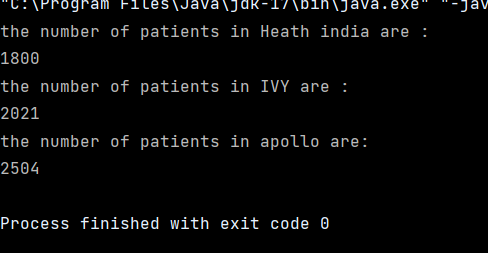 "C:\Program Files\Java\jdk-17\bin\java.exe" "-jav
the number of patients in Heath india are :
1800
the number of patients in IVY are :
2021
the number of patients in apollo are:
2504
Process finished with exit code 0